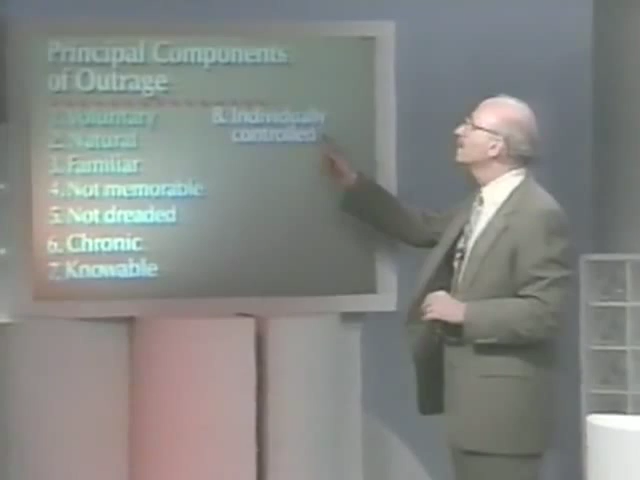 Principal Components
of Outrage
1. Voluntary
2. Natural
3. Familiar
4. Not memorable
5. Not dreaded
6. Chronic
7. Knowable
8. Individually
controlled